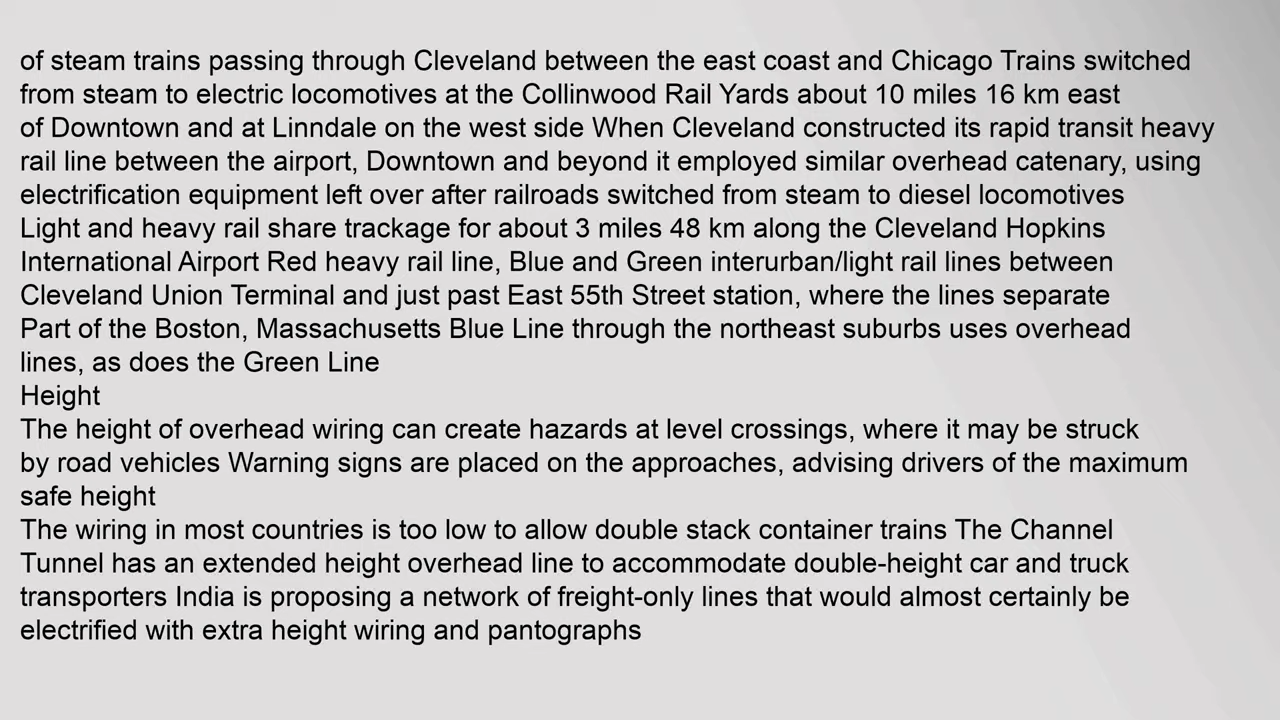 of steam trains passing through Cleveland between the east coast and Chicago Trains switched
from steam to electric locomotives at the Collinwood Rail Yards about 10 miles 16 km east
of Downtown and at Linndale on the west side When Cleveland constructed its rapid transit heavy
rail line between the airport, Downtown and beyond it employed similar overhead catenary, using
electrification equipment left over after railroads switched from steam to diesel locomotives
Light and heavy rail share trackage for about 3 miles 48 km along the Cleveland Hopkins
International Airport Red heavy rail line, Blue and Green interurban/light rail lines between
Cleveland Union Terminal and just past East 55th Street station, where the lines separate
Part of the Boston, Massachusetts Blue Line through the northeast suburbs uses overhead
lines, as does the Green Line
Height
The height of overhead wiring can create hazards at level crossings, where it may be struck
by road vehicles Warning signs are placed on the approaches, advising drivers of the maximum
safe height
The wiring in most countries is too low to allow double stack container trains The Channel
Tunnel has an extended height overhead line to accommodate double-height car and truck
transporters India is proposing a network of freight-only lines that would almost certainly be
electrified with extra height wiring and pantographs